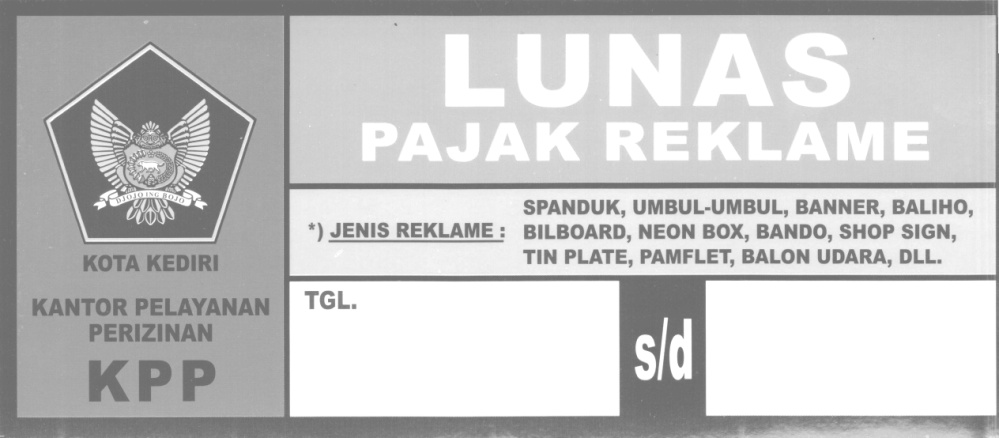 DJOJO ING BOJO
KOTA KEDIRI
KANTOR PELAYANAN
PERIZINAN
KPP
LUNAS
PAJAK REKLAME
*) JENIS REKLAME :
SPANDUK, UMBUL-UMBUL, BANNER, BALIHO,
BILBOARD, NEON BOX, BANDO, SHOP SIGN,
TIN PLATE, PAMFLET, BALON UDARA, DLL.
TGL.
s/d